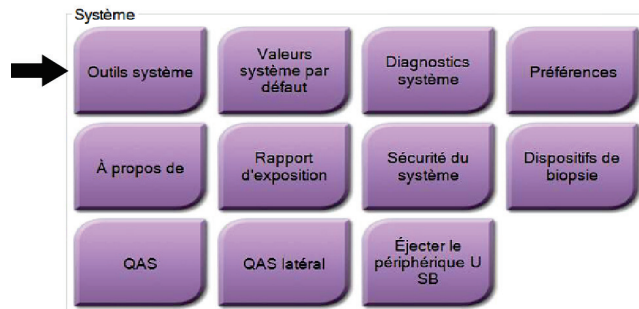 Système
Outils système
Valeurs
système par
défaut
Diagnostics
système
Préférences
À propos de
Rapport
d'exposition
Sécurité du
système
Dispositifs de
biopsie
QAS
QAS latéral
Éjecter le
périphérique U
SB